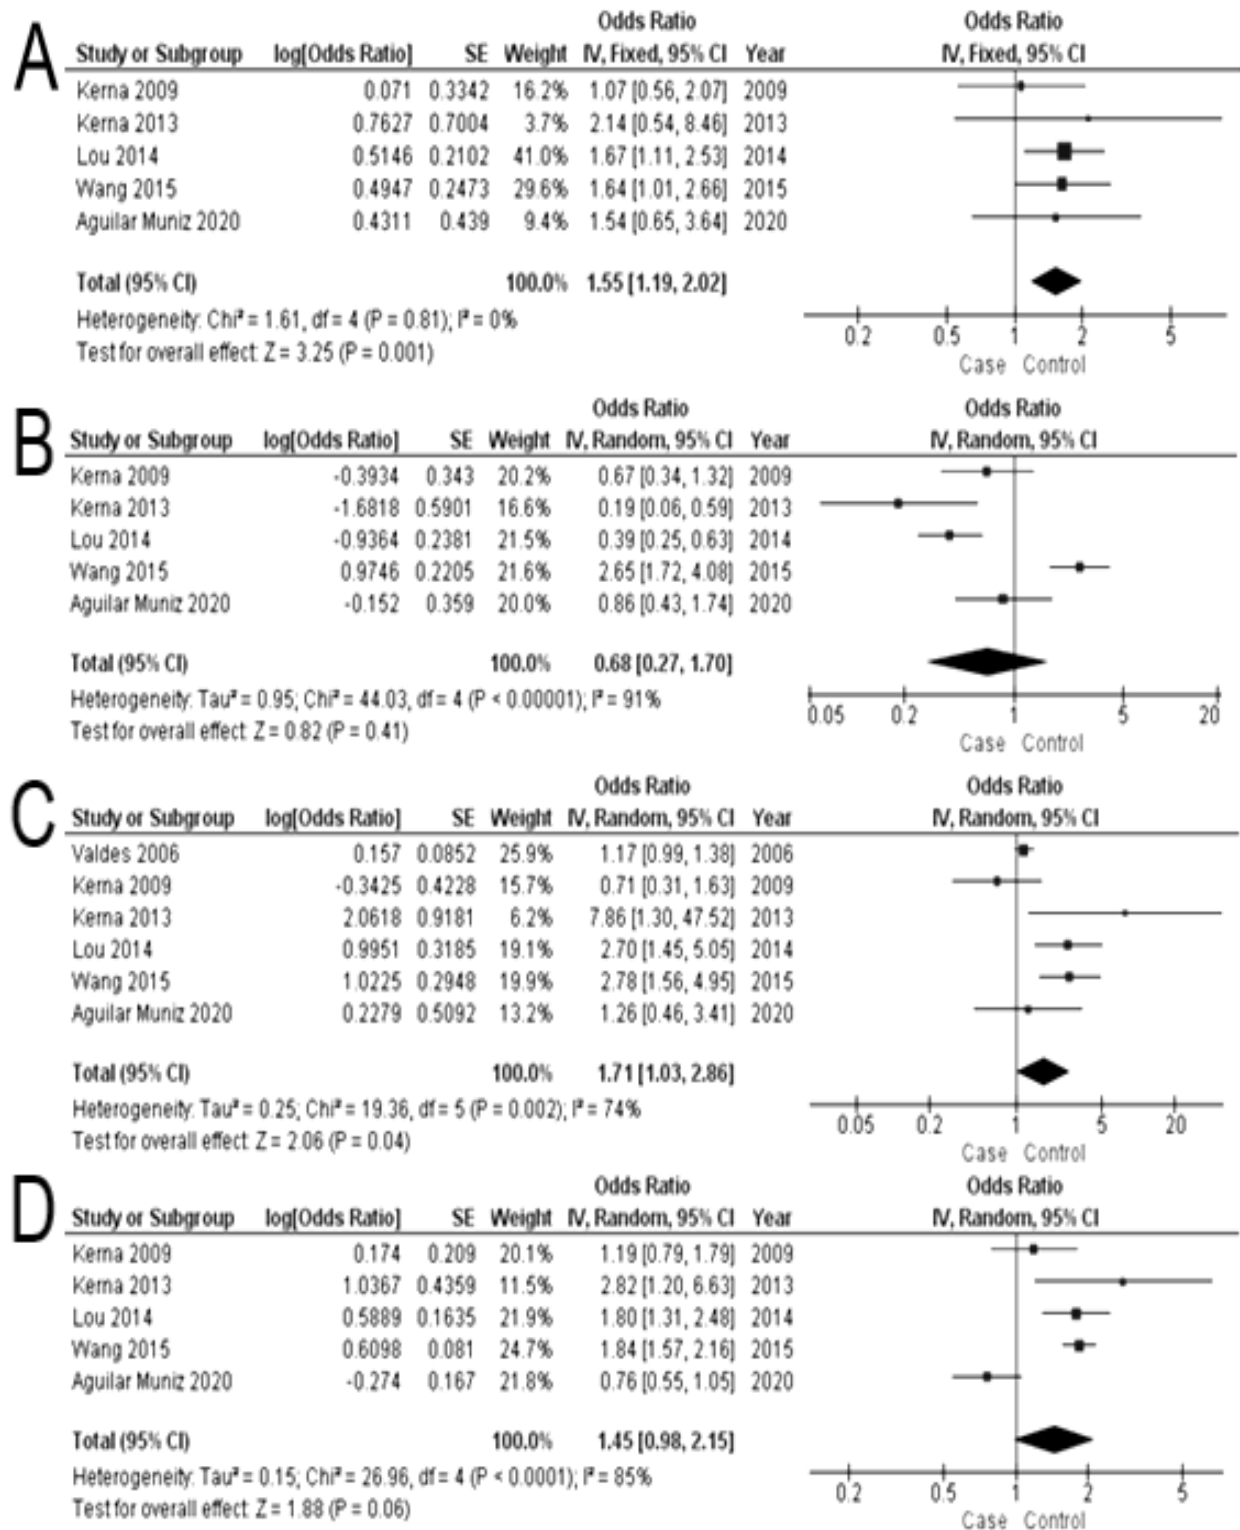 A
Odds Ratio Odds Ratio
Study or Subgroup log[Odds Ratio] SE Weight IV, Fixed, 95% CI Year IV, Fixed, 95% CI
Kerna 2009 0.071 0.3342 16.2% 1.07 [0.56, 2.07] 2009
Kerna 2013 0.7627 0.7004 3.7% 2.14 [0.54, 8.46] 2013
Lou 2014 0.5146 0.2102 41.0% 1.67 [1.11, 2.53] 2014
Wang 2015 0.4947 0.2473 29.6% 1.64 [1.01, 2.66] 2015
Aguilar Muniz 2020 0.4311 0.439 9.4% 1.54 [0.65, 3.64] 2020
Total (95% CI) 100.0% 1.55 [1.19, 2.02]
Heterogeneity: Chi² = 1.61, df = 4 (P = 0.81); I² = 0%
Test for overall effect: Z = 3.25 (P = 0.001)
0.2 0.5 1 2 5
Case Control
B
Odds Ratio Odds Ratio
Study or Subgroup log[Odds Ratio] SE Weight IV, Random, 95% CI Year IV, Random, 95% CI
Kerna 2009 -0.3934 0.343 20.2% 0.67 [0.34, 1.32] 2009
Kerna 2013 -1.6818 0.5901 16.6% 0.19 [0.06, 0.59] 2013
Lou 2014 -0.9364 0.2381 21.5% 0.39 [0.25, 0.63] 2014
Wang 2015 0.9746 0.2205 21.6% 2.65 [1.72, 4.08] 2015
Aguilar Muniz 2020 -0.152 0.359 20.0% 0.86 [0.43, 1.74] 2020
Total (95% CI) 100.0% 0.68 [0.27, 1.70]
Heterogeneity: Tau² = 0.95; Chi² = 44.03, df = 4 (P < 0.00001); I² = 91%
Test for overall effect: Z = 0.82 (P = 0.41)
0.05 0.2 1 5 20
Case Control
C
Odds Ratio Odds Ratio
Study or Subgroup log[Odds Ratio] SE Weight IV, Random, 95% CI Year IV, Random, 95% CI
Valdes 2006 0.157 0.0852 25.9% 1.17 [0.99, 1.38] 2006
Kerna 2009 -0.3425 0.4228 15.7% 0.71 [0.31, 1.63] 2009
Kerna 2013 2.0618 0.9181 6.2% 7.86 [1.30, 47.52] 2013
Lou 2014 0.9951 0.3185 19.1% 2.70 [1.45, 5.05] 2014
Wang 2015 1.0225 0.2948 19.9% 2.78 [1.56, 4.95] 2015
Aguilar Muniz 2020 0.2279 0.5092 13.2% 1.26 [0.46, 3.41] 2020
Total (95% CI) 100.0% 1.71 [1.03, 2.86]
Heterogeneity: Tau² = 0.25; Chi² = 19.36, df = 5 (P = 0.002); I² = 74%
Test for overall effect: Z = 2.06 (P = 0.04)
0.05 0.2 1 5 20
Case Control
D
Odds Ratio Odds Ratio
Study or Subgroup log[Odds Ratio] SE Weight IV, Random, 95% CI Year IV, Random, 95% CI
Kerna 2009 0.174 0.209 20.1% 1.19 [0.79, 1.79] 2009
Kerna 2013 1.0367 0.4359 11.5% 2.82 [1.20, 6.63] 2013
Lou 2014 0.5889 0.1635 21.9% 1.80 [1.31, 2.48] 2014
Wang 2015 0.6098 0.081 24.7% 1.84 [1.57, 2.16] 2015
Aguilar Muniz 2020 -0.274 0.167 21.8% 0.76 [0.55, 1.05] 2020
Total (95% CI) 100.0% 1.45 [0.98, 2.15]
Heterogeneity: Tau² = 0.15; Chi² = 26.96, df = 4 (P < 0.0001); I² = 85%
Test for overall effect: Z = 1.88 (P = 0.06)
0.2 0.5 1 2 5
Case Control